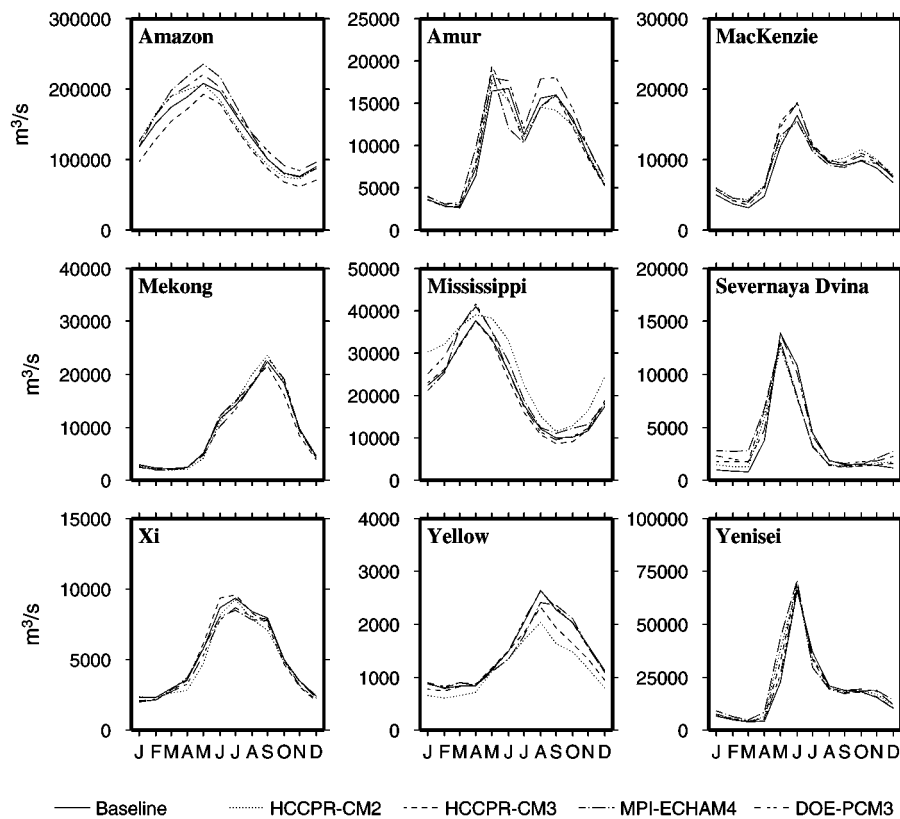 Amazon
Amur
MacKenzie
300000
200000
100000
0
m³/s
25000
20000
15000
10000
5000
0
30000
20000
10000
0
Mekong
Mississippi
Severnaya Dvina
40000
30000
20000
10000
0
m³/s
50000
40000
30000
20000
10000
0
20000
15000
10000
5000
0
Xi
Yellow
Yenisei
15000
10000
5000
0
m³/s
4000
3000
2000
1000
0
100000
75000
50000
25000
0
J F M A M J J A S O N D
J F M A M J J A S O N D
J F M A M J J A S O N D
Baseline HCCPR-CM2 HCCPR-CM3 MPI-ECHAM4 DOE-PCM3